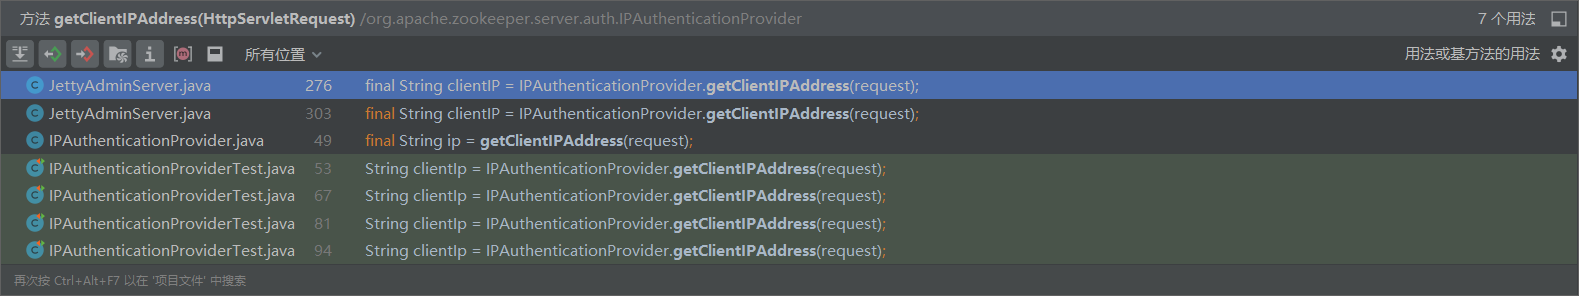 方法 getClientIPAddress(HttpServletRequest) /org.apache.zookeeper.server.auth.IPAuthenticationProvider 7 个用法
所有位置 用法或基方法的用法
JettyAdminServer.java 276 final String clientIP = IPAuthenticationProvider.getClientIPAddress(request);
JettyAdminServer.java 303 final String clientIP = IPAuthenticationProvider.getClientIPAddress(request);
IPAuthenticationProvider.java 49 final String ip = getClientIPAddress(request);
IPAuthenticationProviderTest.java 53 String clientIp = IPAuthenticationProvider.getClientIPAddress(request);
IPAuthenticationProviderTest.java 67 String clientIp = IPAuthenticationProvider.getClientIPAddress(request);
IPAuthenticationProviderTest.java 81 String clientIp = IPAuthenticationProvider.getClientIPAddress(request);
IPAuthenticationProviderTest.java 94 String clientIp = IPAuthenticationProvider.getClientIPAddress(request);
再次按 Ctrl+Alt+F7 以在 '项目文件' 中搜索